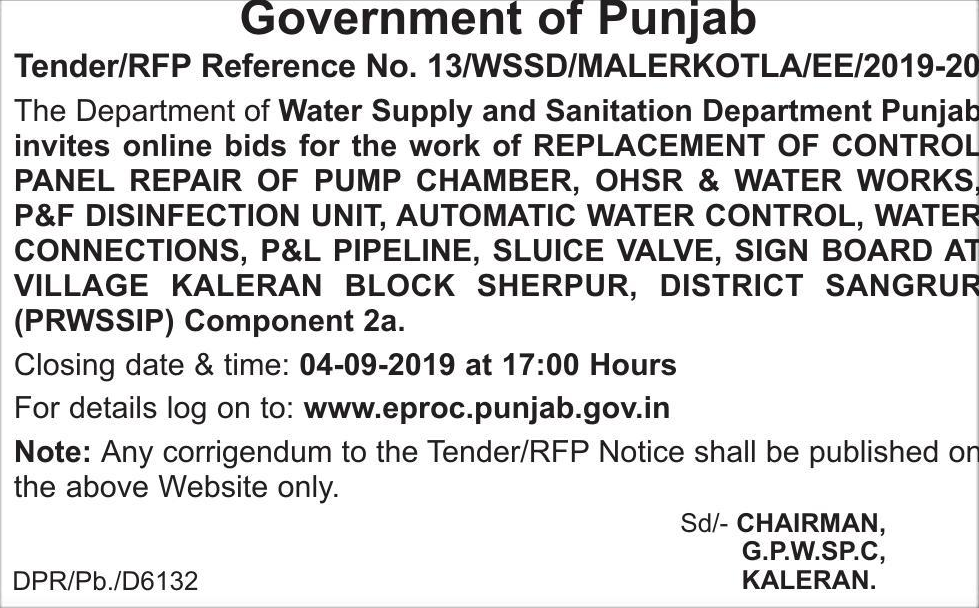 Government of Punjab
Tender/RFP Reference No. 13/WSSD/MALERKOTLA/EE/2019-20
The Department of Water Supply and Sanitation Department Punjab
invites online bids for the work of REPLACEMENT OF CONTROL
PANEL REPAIR OF PUMP CHAMBER, OHSR & WATER WORKS,
P&F DISINFECTION UNIT, AUTOMATIC WATER CONTROL, WATER
CONNECTIONS, P&L PIPELINE, SLUICE VALVE, SIGN BOARD AT
VILLAGE KALERAN BLOCK SHERPUR, DISTRICT SANGRUR
(PRWSSIP) Component 2a.
Closing date & time: 04-09-2019 at 17:00 Hours
For details log on to: www.eproc.punjab.gov.in
Note: Any corrigendum to the Tender/RFP Notice shall be published on
the above Website only.
Sd/- CHAIRMAN,
G.P.W.SP.C,
KALERAN.
DPR/Pb./D6132